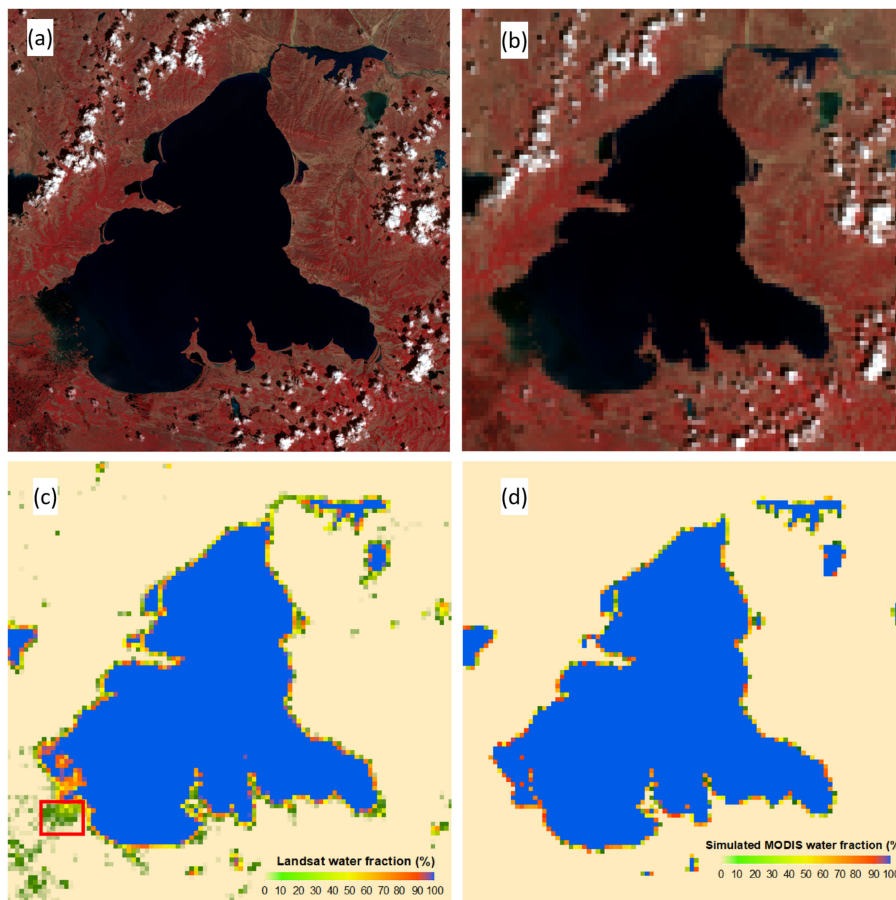 (a)
(b)
(c)
(d)
Landsat water fraction (%)
0 10 20 30 40 50 60 70 80 90 100
Simulated MODIS water fraction (%
0 10 20 30 40 50 60 70 80 90 100